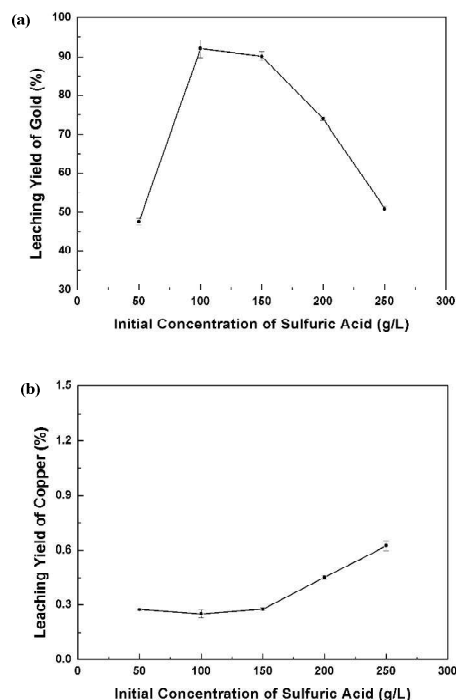 (a)
Leaching Yield of Gold (%)
100
90
80
70
60
50
40
30
0 50 100 150 200 250 300
Initial Concentration of Sulfuric Acid (g/L)
(b)
Leaching Yield of Copper (%)
1.5
1.2
0.9
0.6
0.3
0.0
0 50 100 150 200 250 300
Initial Concentration of Sulfuric Acid (g/L)